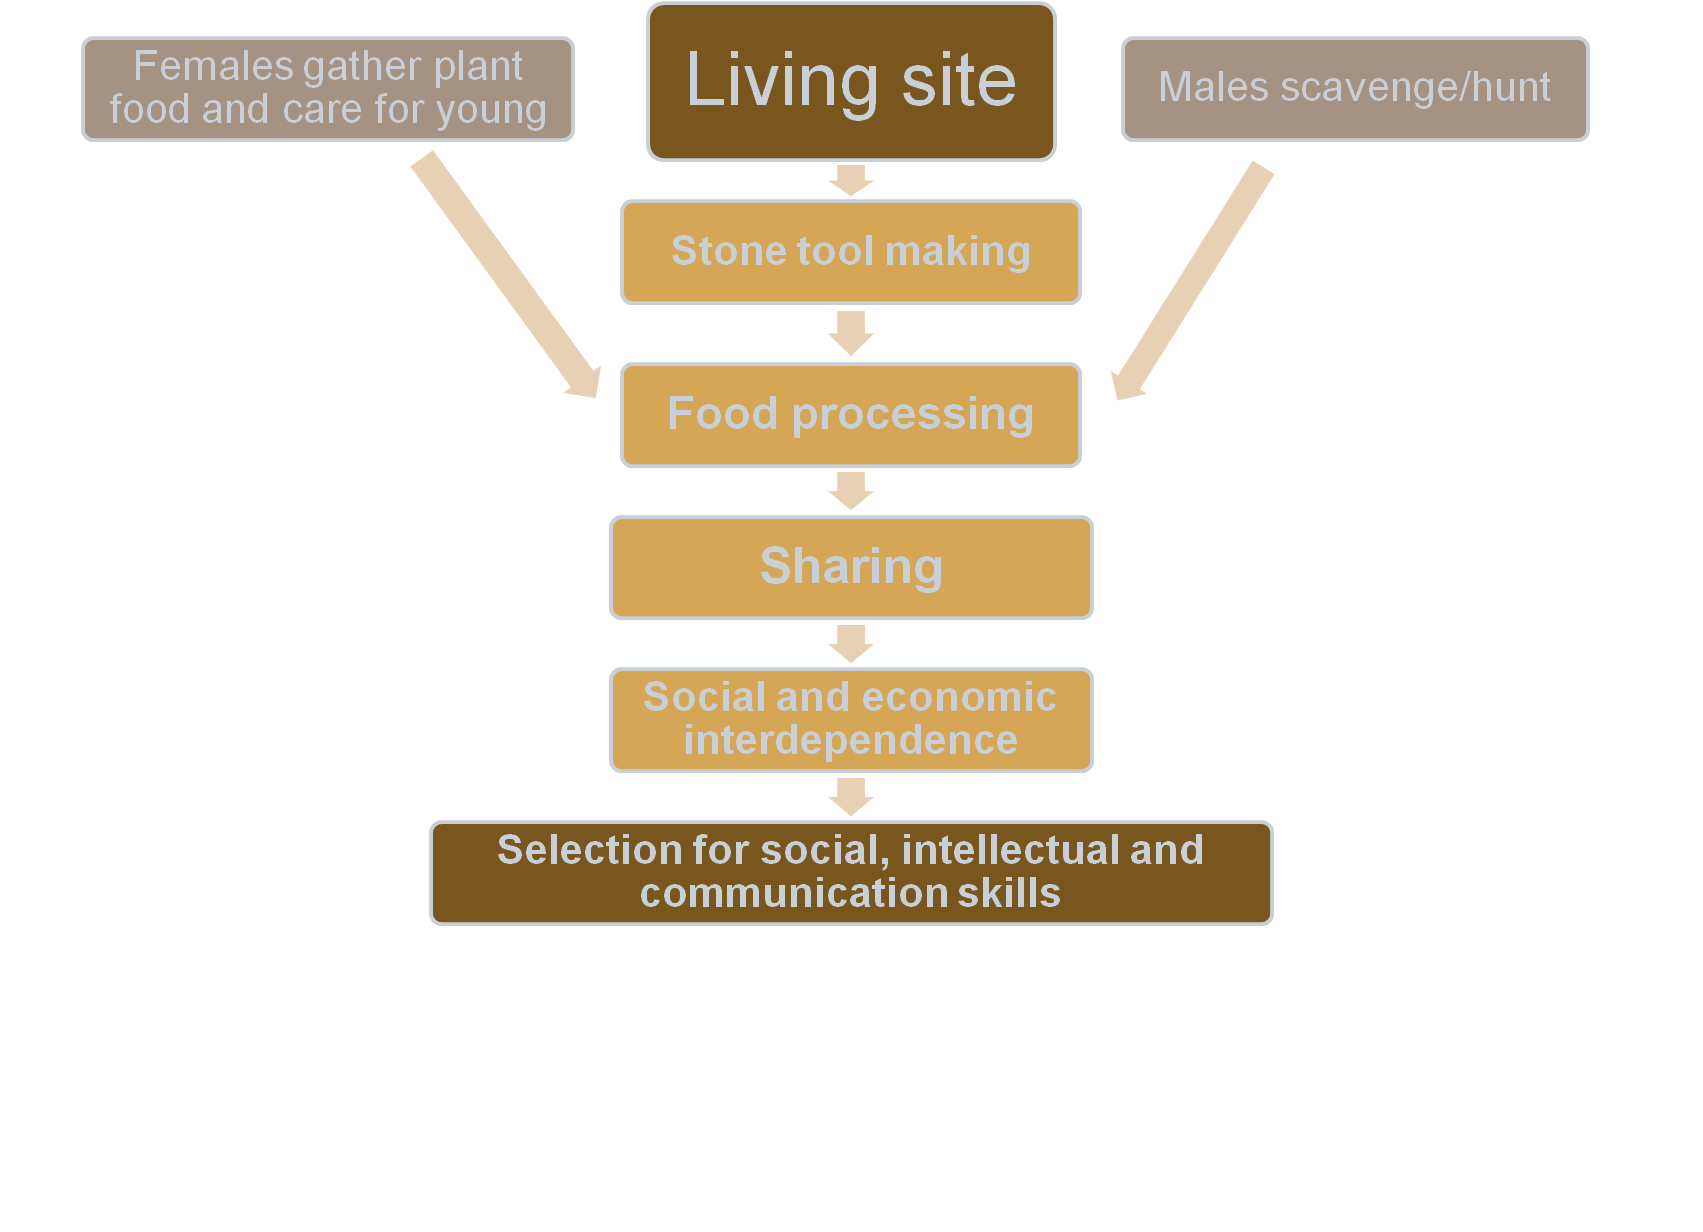 Females gather plant
food and care for young
Living site
Males scavenge/hunt
Stone tool making
Food processing
Sharing
Social and economic
interdependence
Selection for social, intellectual and
communication skills